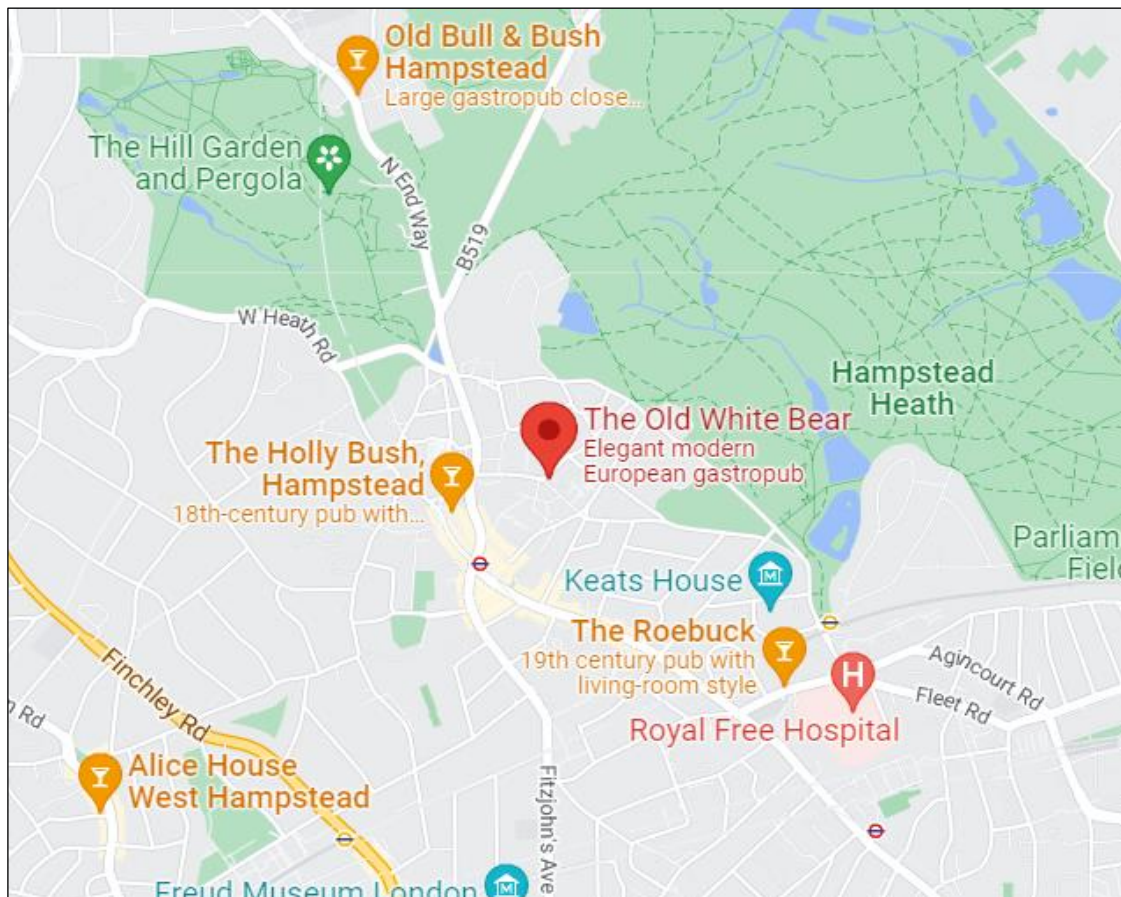 Old Bull & Bush
Hampstead
Large gastropub close...
The Hill Garden
and Pergola
N End Way
B519
W Heath Rd
Hampstead
Heath
The Old White Bear
Elegant modern
European gastropub
The Holly Bush,
Hampstead
18th-century pub with...
Parliam
Field
Keats House
The Roebuck
19th century pub with
living-room style
Agincourt Rd
Fleet Rd
H
Royal Free Hospital
Finchley Rd
n Rd
Alice House
West Hampstead
Fitzjohn's Ave
Freud Museum London